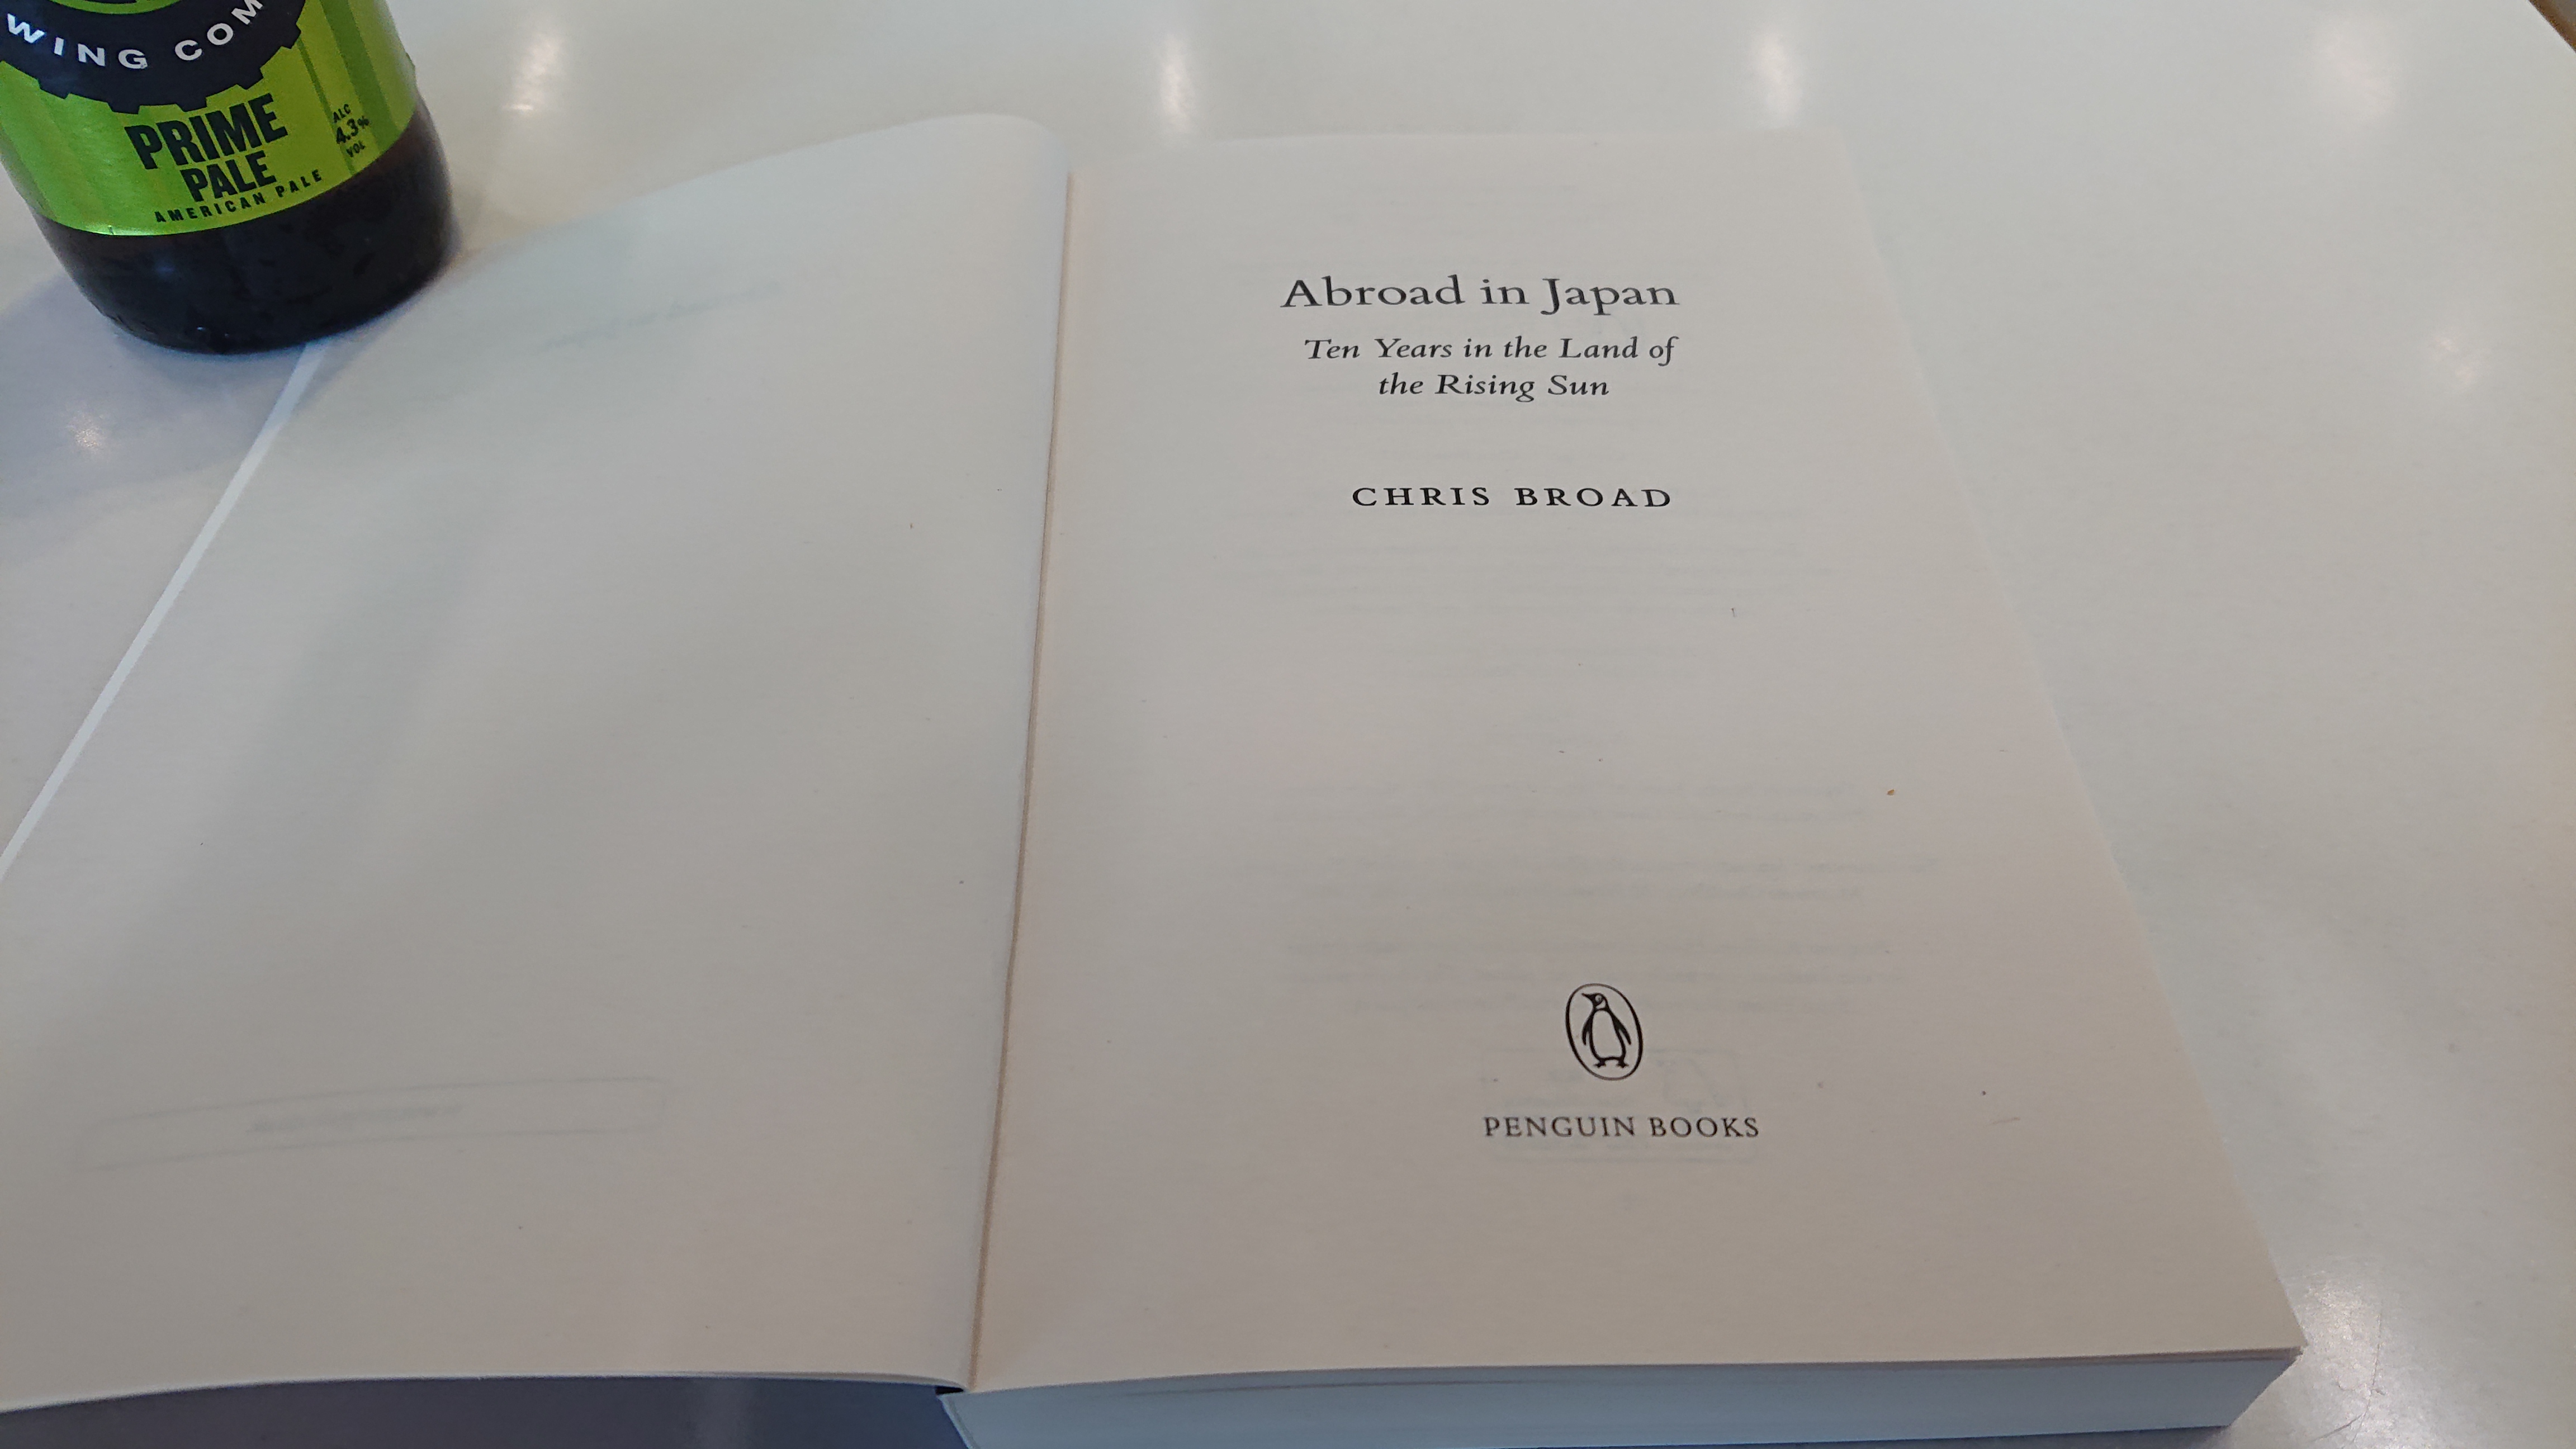 WING COM
PRIME
PALE
AMERICAN PALE
ALC
4.3%
VOL
Abroad in Japan
Ten Years in the Land of
the Rising Sun
CHRIS BROAD
PENGUIN BOOKS